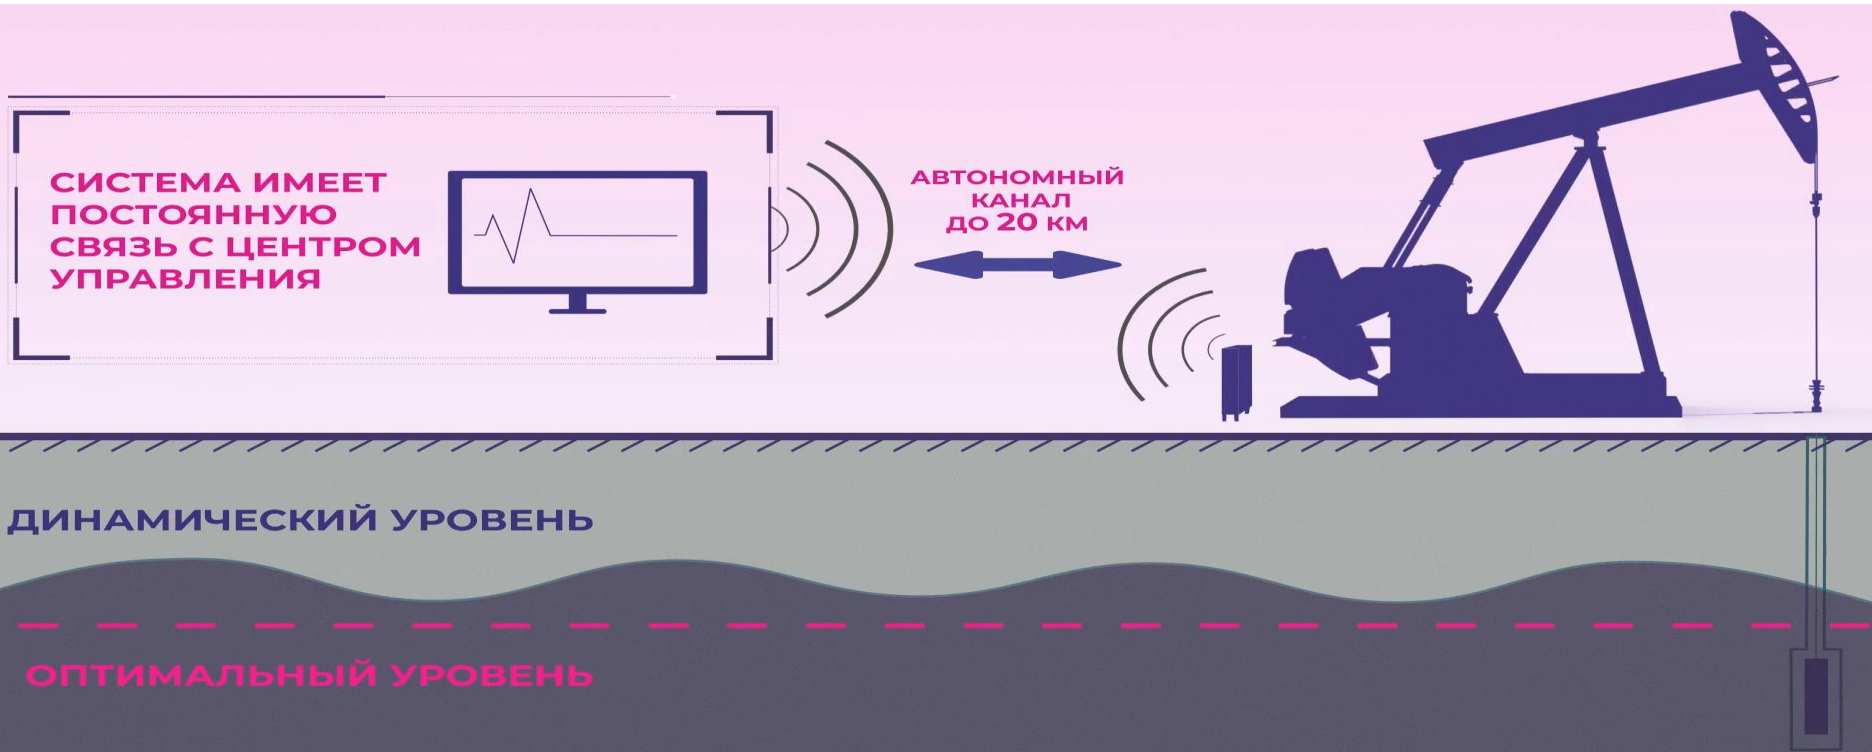 СИСТЕМА ИМЕЕТ
ПОСТОЯННУЮ
СВЯЗЬ С ЦЕНТРОМ
УПРАВЛЕНИЯ
АВТОНОМНЫЙ
КАНАЛ
ДО 20 КМ
ДИНАМИЧЕСКИЙ УРОВЕНЬ
ОПТИМАЛЬНЫЙ УРОВЕНЬ